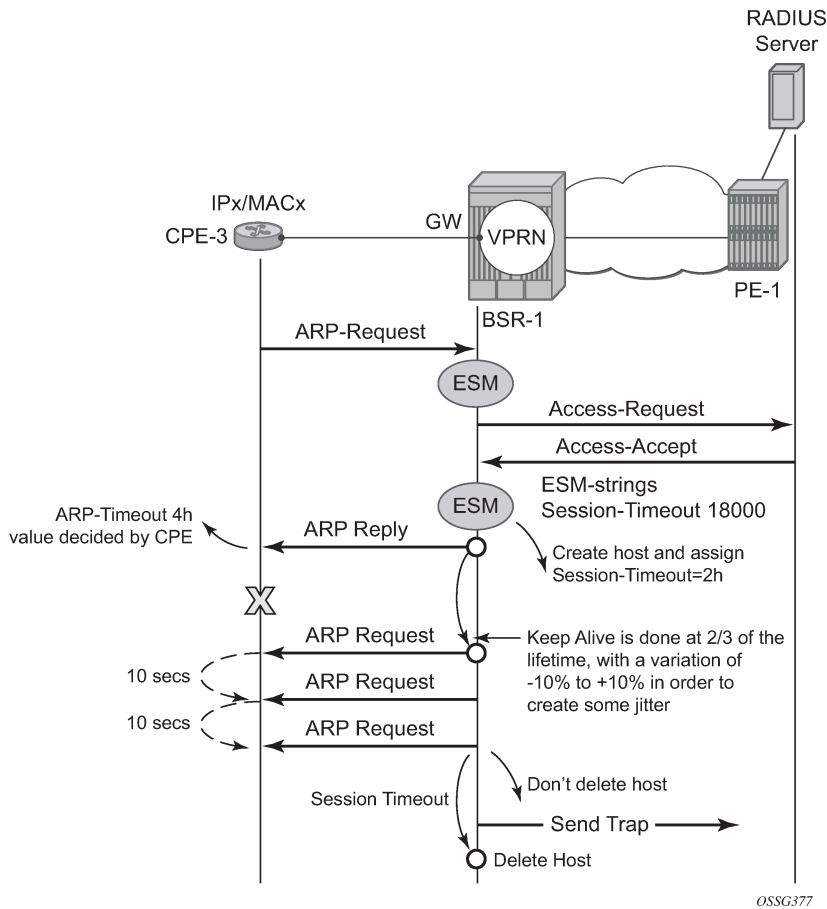 RADIUS
Server
IPx/MACx
CPE-3
GW
VPRN
PE-1
BSR-1
ARP-Request
ESM
Access-Request
Access-Accept
ESM-strings
Session-Timeout 18000
ESM
ARP-Timeout 4h
value decided by CPE
ARP Reply
Create host and assign
Session-Timeout=2h
X
ARP Request
Keep Alive is done at 2/3 of the
lifetime, with a variation of
-10% to +10% in order to
create some jitter
10 secs
ARP Request
10 secs
ARP Request
Don't delete host
Session Timeout
Send Trap
Delete Host
OSSG377